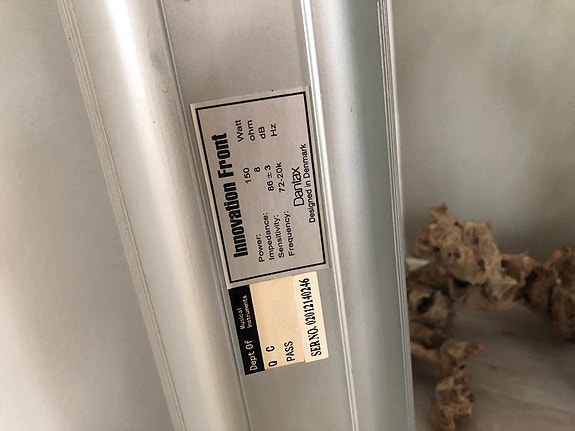 Innovation Front
Power: 150 Watt
Impedance: 8 ohm
Sensitivity: 86 ± 3 dB
Frequency: 72-20k Hz
Dantax
Designed in Denmark
Dept Of Musical Instruments
Q C
PASS
SER NO. 02012140246